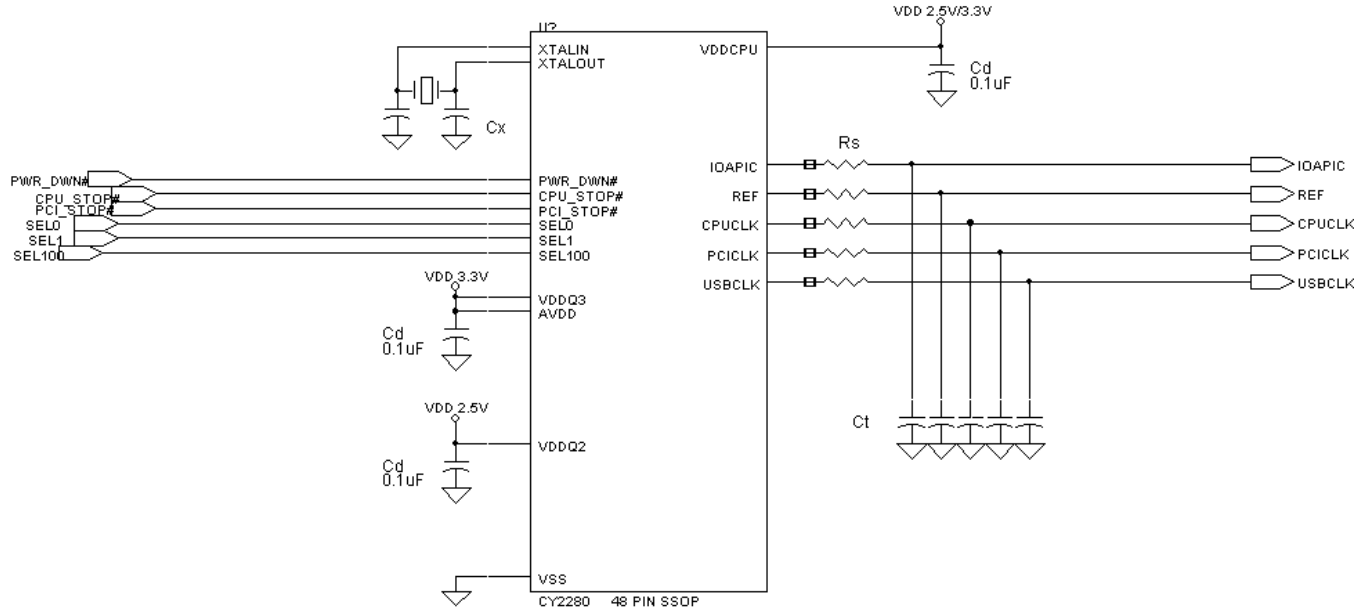 VDD 2.5V/3.3V
U?
XTALIN
XTALOUT
VDDCPU
Cd
0.1uF
Cx
Rs
IOAPIC
IOAPIC
REF
REF
CPUCLK
CPUCLK
PCICLK
PCICLK
USBCLK
USBCLK
PWR_DWN#
PWR_DWN#
CPU_STOP#
CPU_STOP#
PCI_STOP#
PCI_STOP#
SEL0
SEL0
SEL1
SEL1
SEL100
SEL100
VDD 3.3V
VDDQ3
AVDD
Cd
0.1uF
VDD 2.5V
VDDQ2
Cd
0.1uF
Ct
VSS
CY2280 48 PIN SSOP